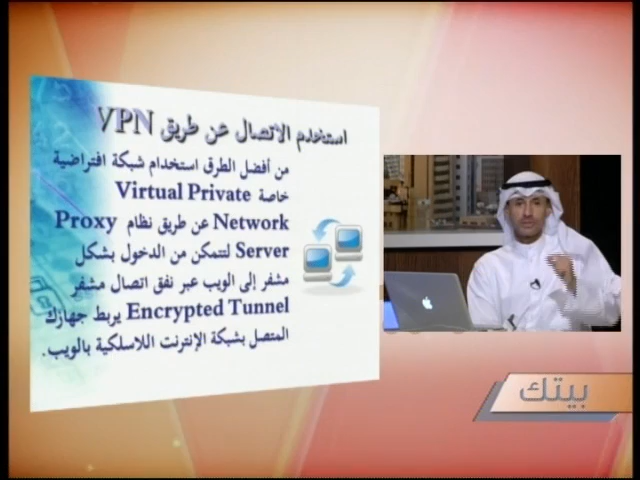 استخدم الاتصال عن طريق VPN
من أفضل الطرق استخدام شبكة افتراضية
خاصة Virtual Private
Network عن طريق نظام Proxy
Server لتتمكن من الدخول بشكل
مشفر إلى الويب عبر نفق اتصال مشفر
Encrypted Tunnel يربط جهازك
المتصل بشبكة الإنترنت اللاسلكية بالويب.
بيتك